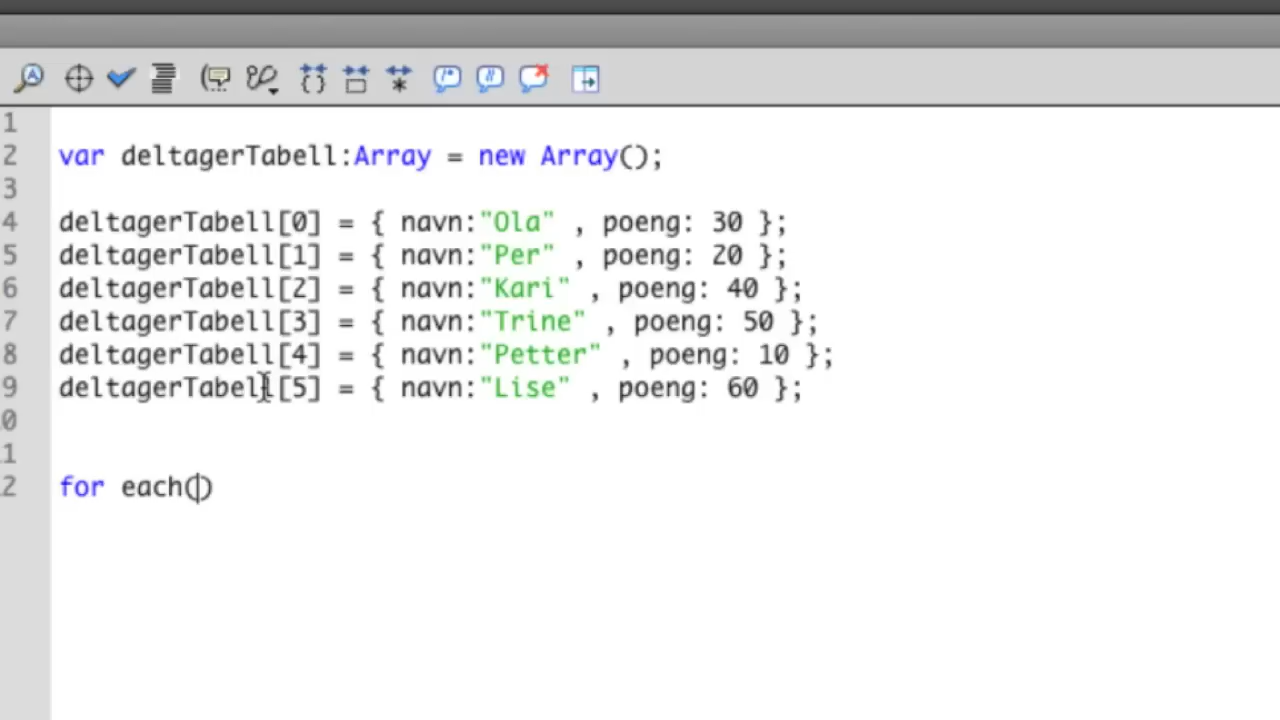 1
2 var deltagerTabell:Array = new Array();
3
4 deltagerTabell[0] = { navn:"Ola" , poeng: 30 };
5 deltagerTabell[1] = { navn:"Per" , poeng: 20 };
6 deltagerTabell[2] = { navn:"Kari" , poeng: 40 };
7 deltagerTabell[3] = { navn:"Trine" , poeng: 50 };
8 deltagerTabell[4] = { navn:"Petter" , poeng: 10 };
9 deltagerTabell[5] = { navn:"Lise" , poeng: 60 };
0
1
2 for each()